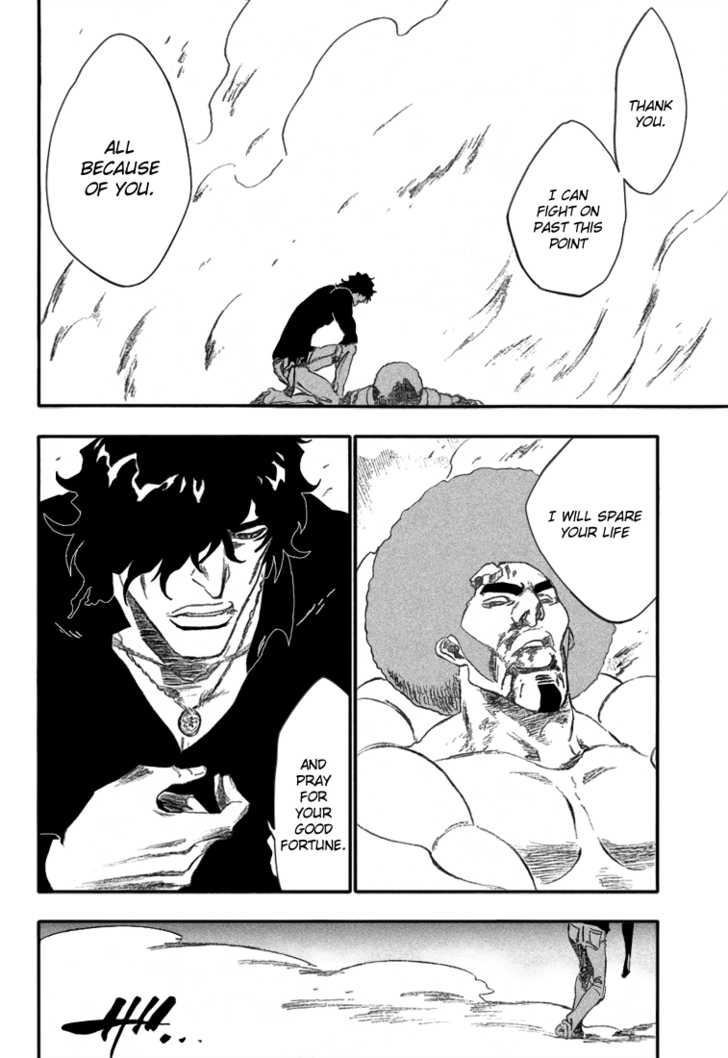 THANK
YOU.
I CAN
FIGHT ON
PAST THIS
POINT
ALL
BECAUSE
OF YOU.
I WILL SPARE
YOUR LIFE
AND
PRAY
FOR
YOUR
GOOD
FORTUNE.